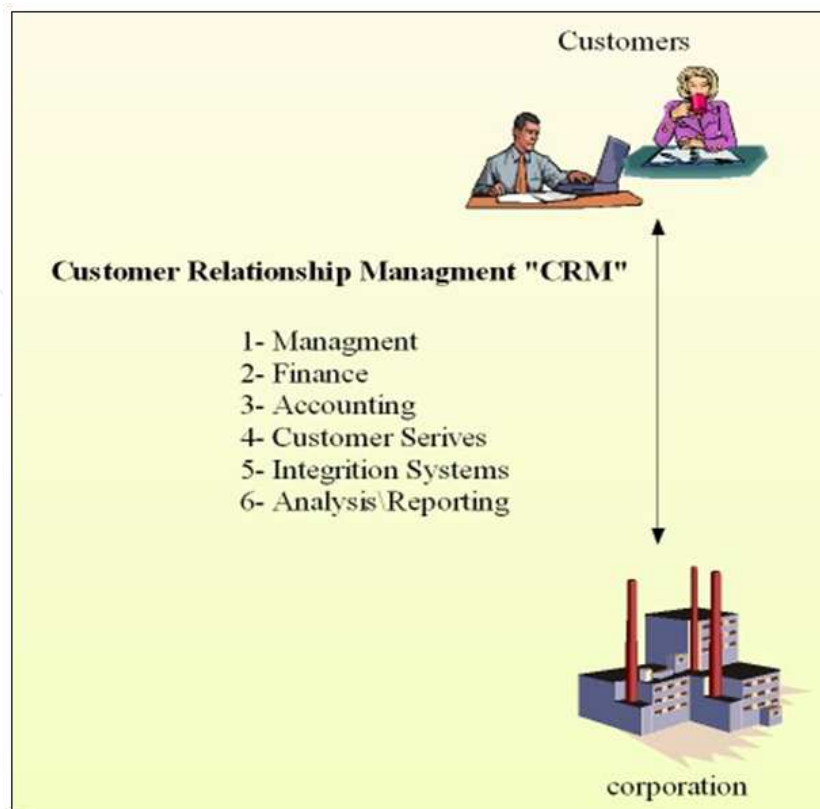 Customers
Customer Relationship Managment "CRM"
1- Managment
2- Finance
3- Accounting
4- Customer Serives
5- Integrition Systems
6- Analysis\Reporting
corporation